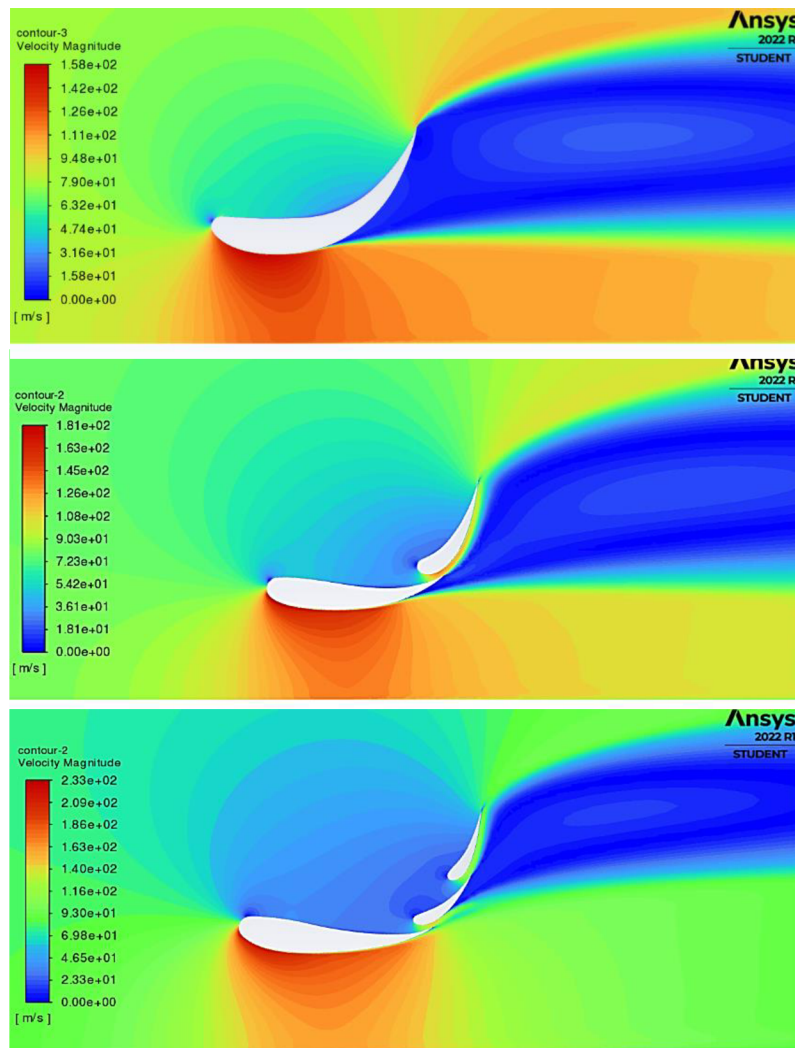 Ansys
2022 R
STUDENT
contour-3
Velocity Magnitude
1.58e+02
1.42e+02
1.26e+02
1.11e+02
9.48e+01
7.90e+01
6.32e+01
4.74e+01
3.16e+01
1.58e+01
0.00e+00
[ m/s ]
Ansys
2022 R
STUDENT
contour-2
Velocity Magnitude
1.81e+02
1.63e+02
1.45e+02
1.26e+02
1.08e+02
9.03e+01
7.23e+01
5.42e+01
3.61e+01
1.81e+01
0.00e+00
[ m/s ]
Ansys
2022 R1
STUDENT
contour-2
Velocity Magnitude
2.33e+02
2.09e+02
1.86e+02
1.63e+02
1.40e+02
1.16e+02
9.30e+01
6.98e+01
4.65e+01
2.33e+01
0.00e+00
[ m/s ]